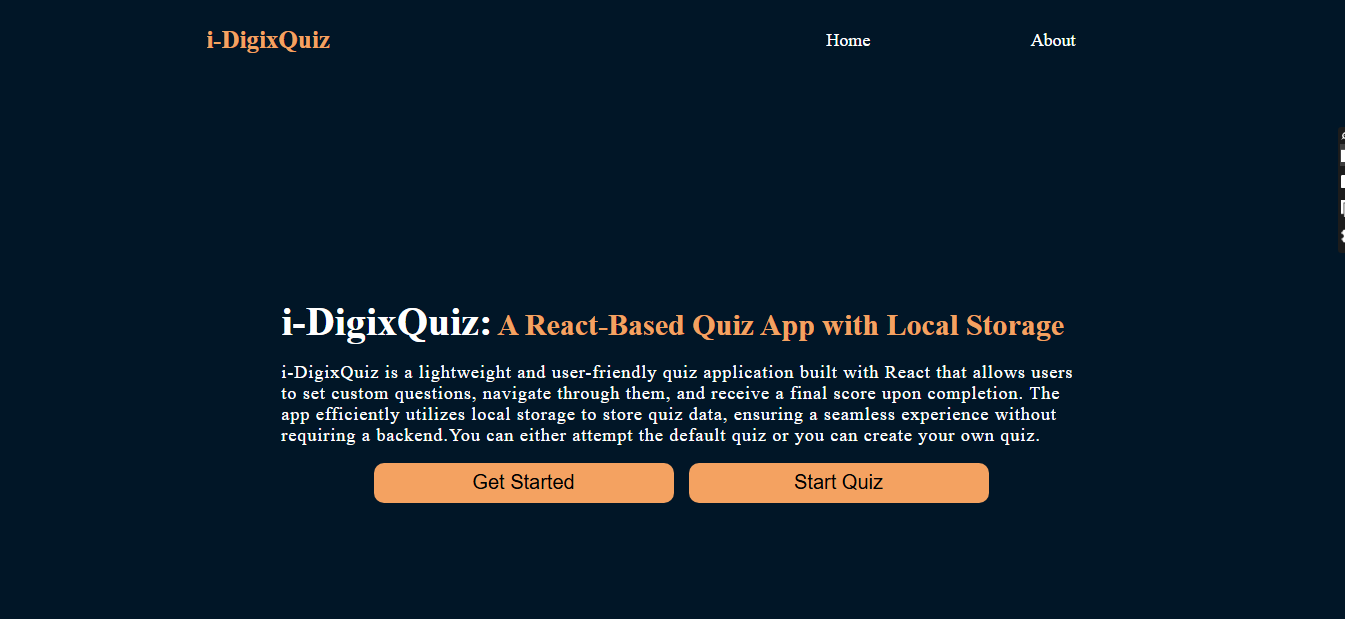 i-DigixQuiz Home About
i-DigixQuiz: A React-Based Quiz App with Local Storage
i-DigixQuiz is a lightweight and user-friendly quiz application built with React that allows users
to set custom questions, navigate through them, and receive a final score upon completion. The
app efficiently utilizes local storage to store quiz data, ensuring a seamless experience without
requiring a backend.You can either attempt the default quiz or you can create your own quiz.
Get Started Start Quiz